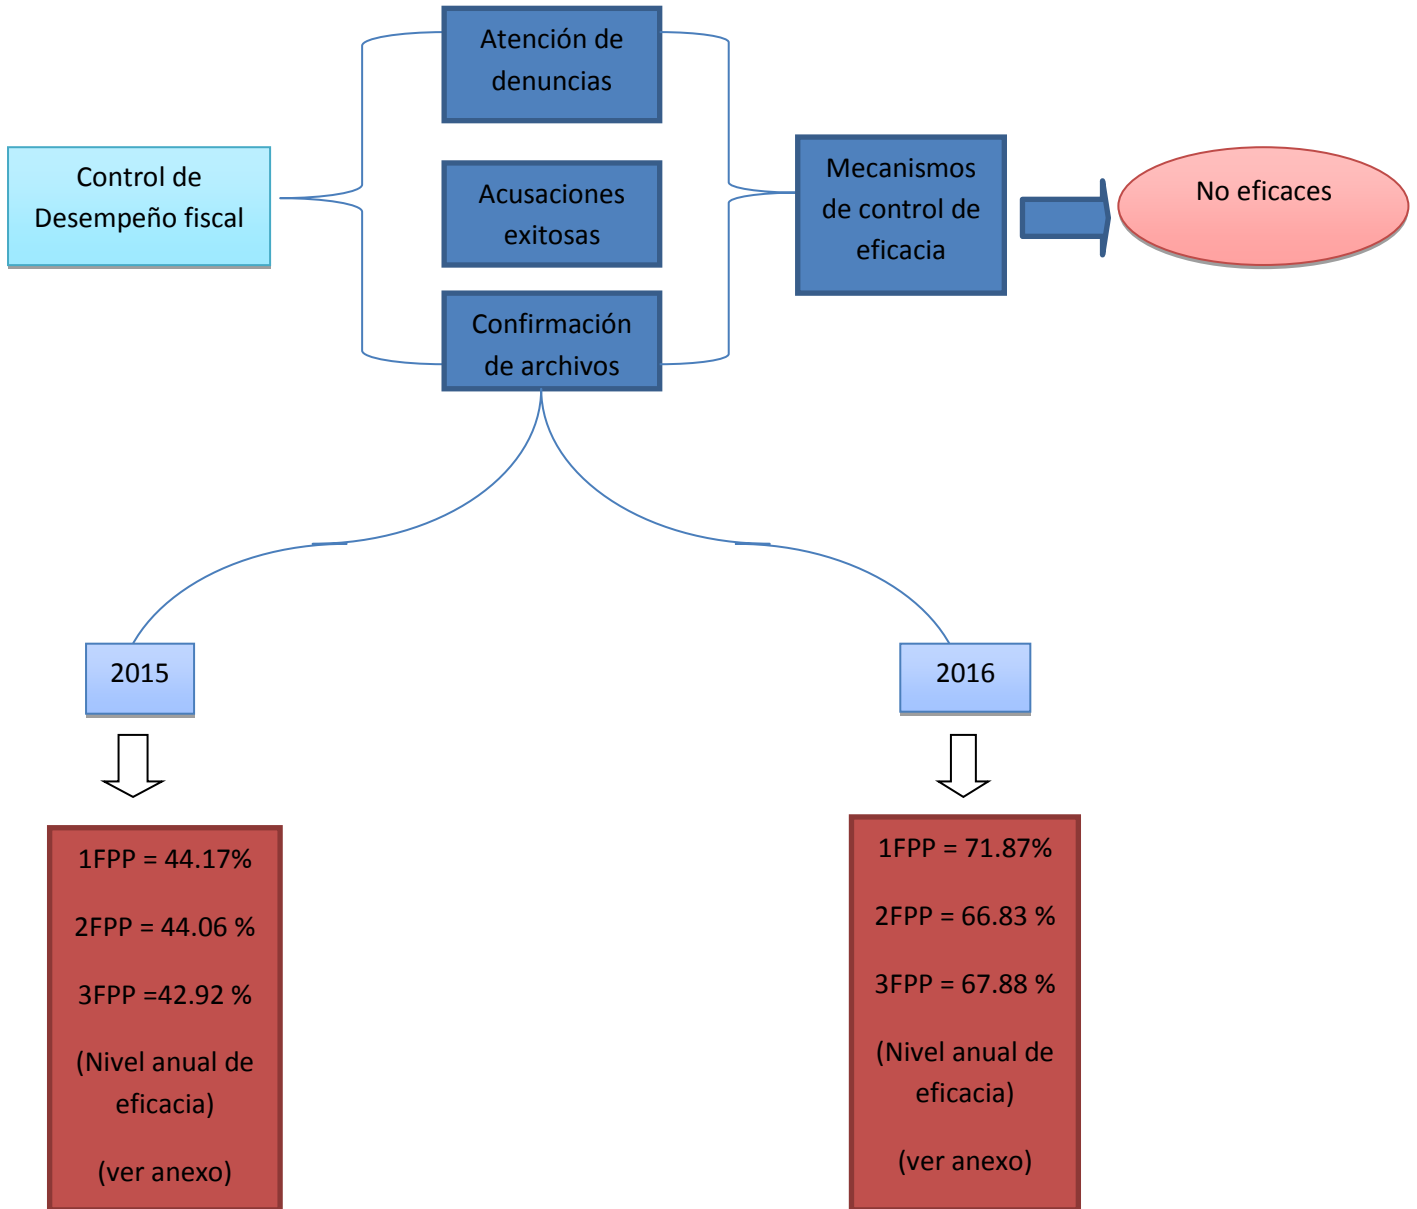 Atención de
denuncias
Control de
Desempeño fiscal
Acusaciones
exitosas
Mecanismos
de control de
eficacia
No eficaces
Confirmación
de archivos
2015
2016
1FPP = 44.17%
2FPP = 44.06 %
3FPP =42.92 %
(Nivel anual de
eficacia)
(ver anexo)
1FPP = 71.87%
2FPP = 66.83 %
3FPP = 67.88 %
(Nivel anual de
eficacia)
(ver anexo)